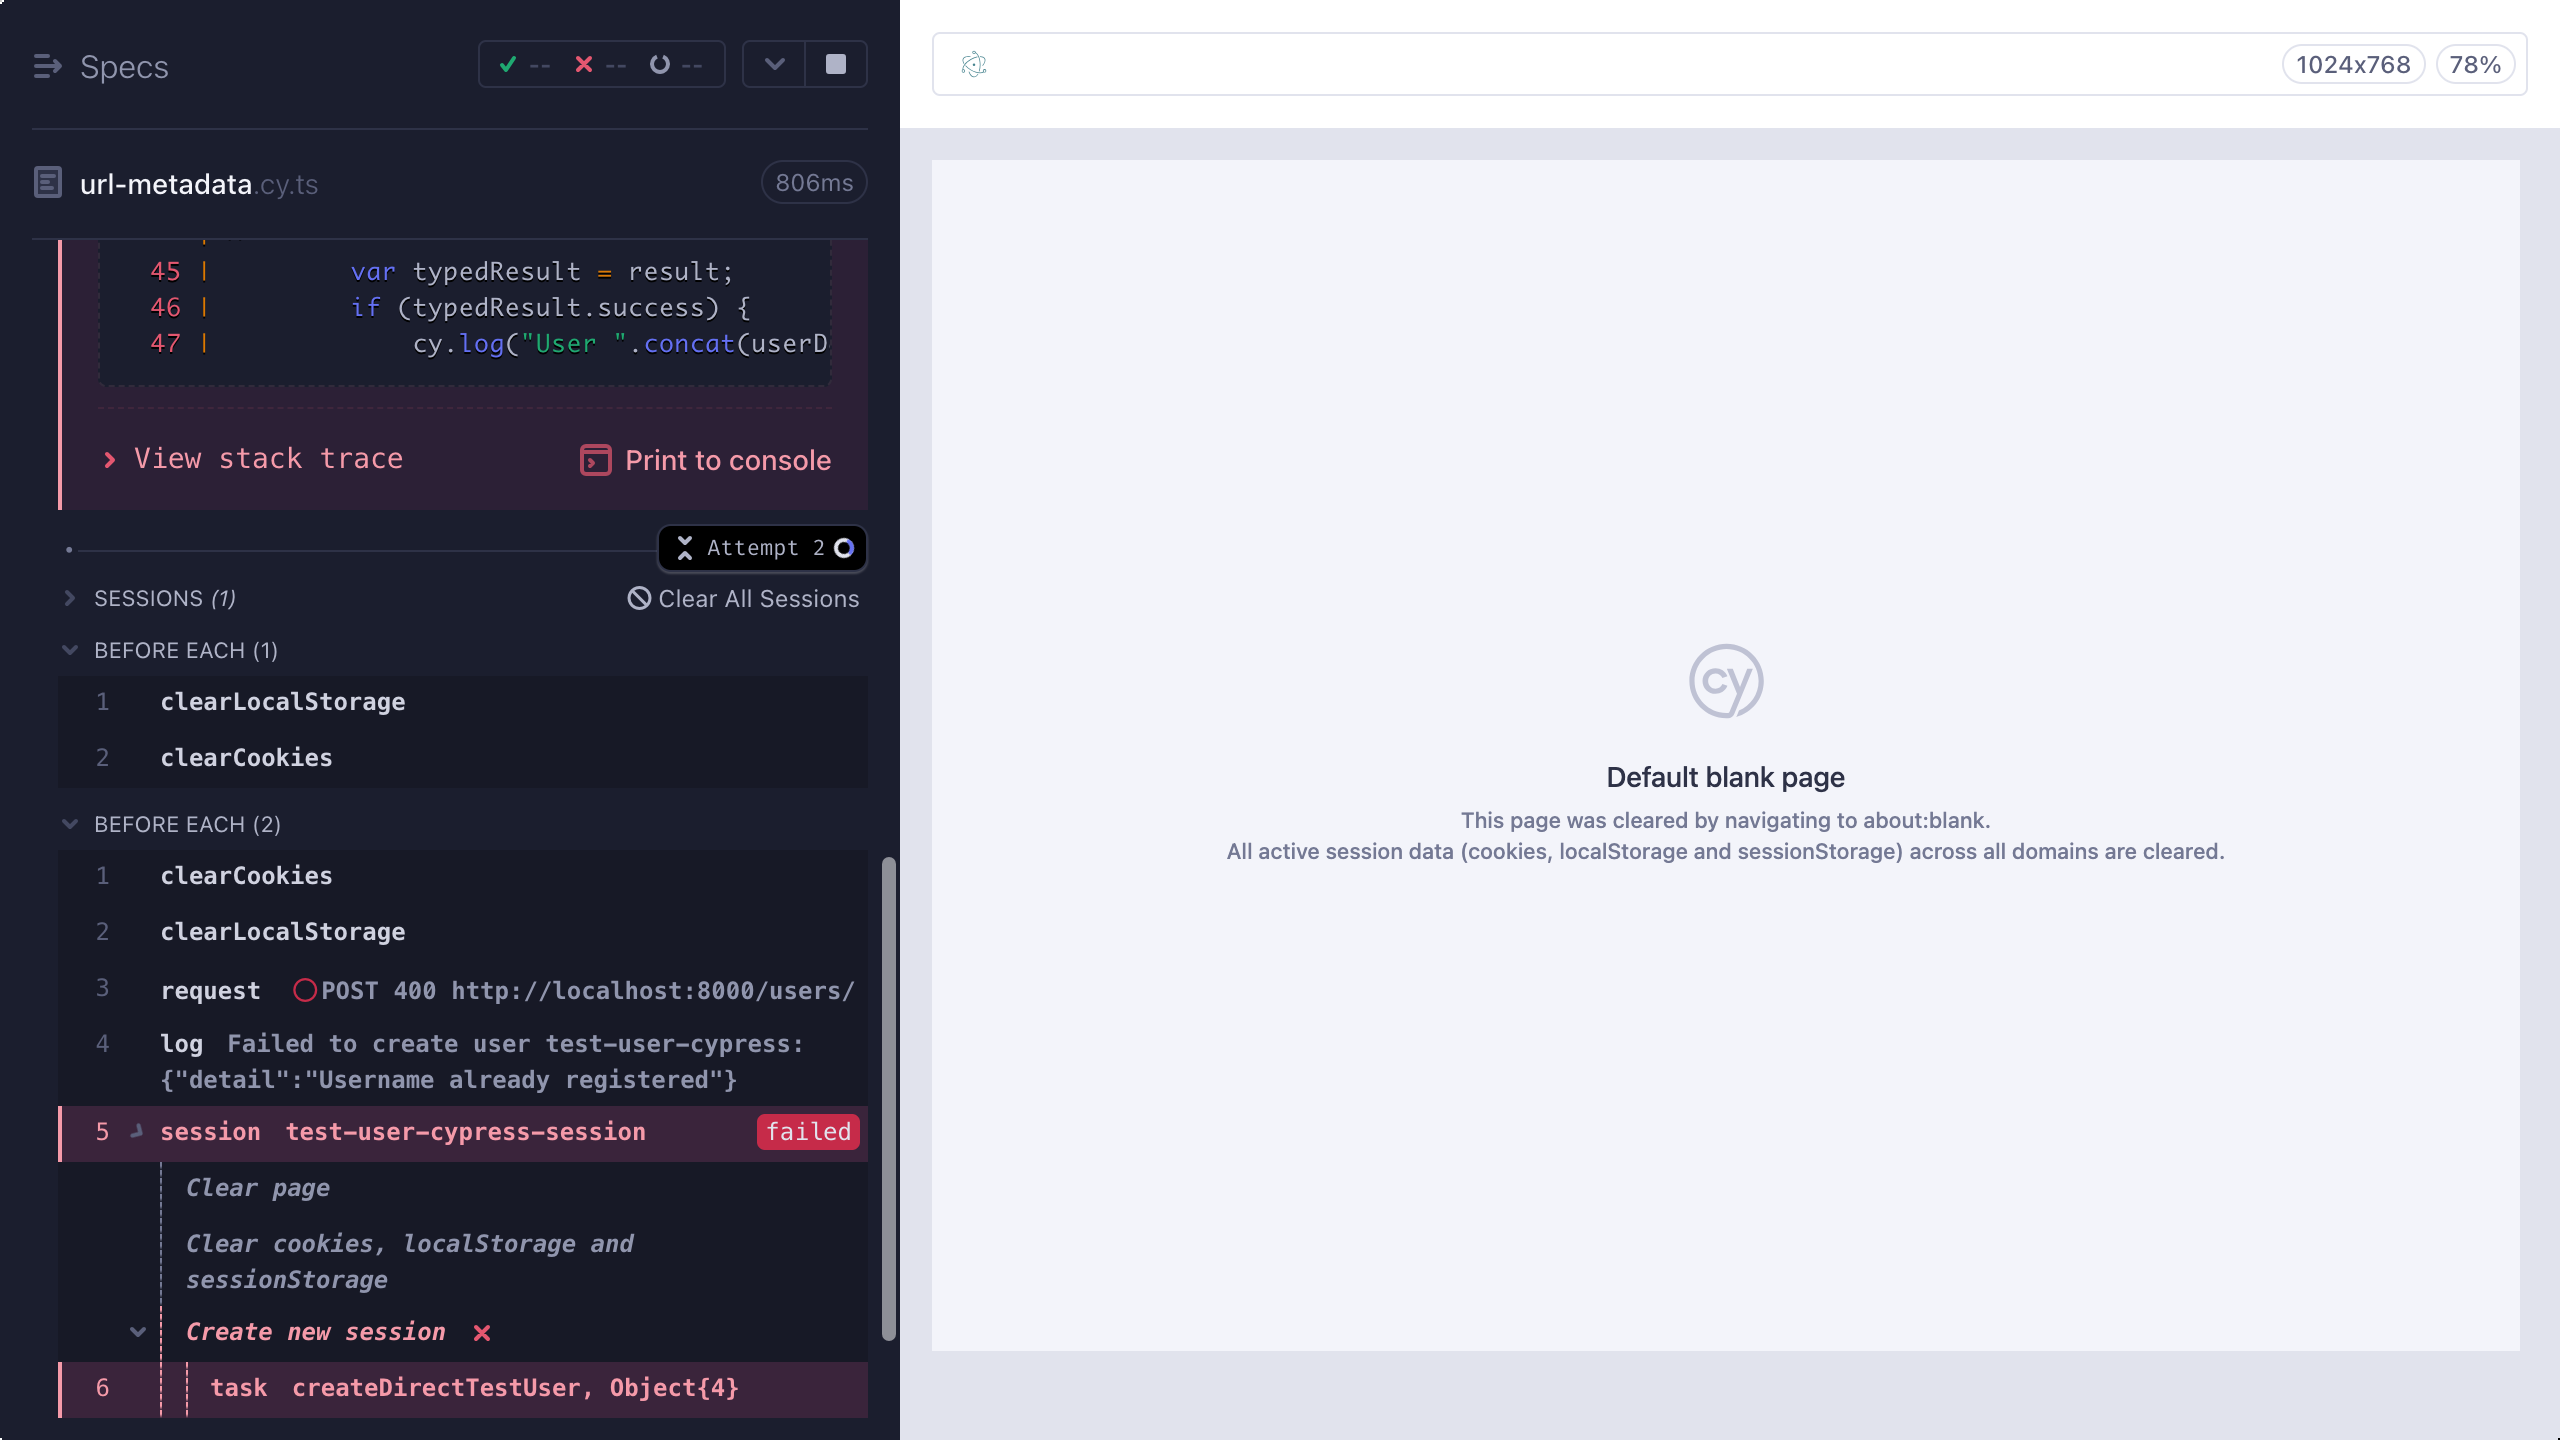 Specs
-- -- --
url-metadata.cy.ts
806ms
45 | var typedResult = result;
46 | if (typedResult.success) {
47 | cy.log("User ".concat(userD
View stack trace
Print to console
Attempt 2
SESSIONS (1)
Clear All Sessions
BEFORE EACH (1)
1 clearLocalStorage
2 clearCookies
BEFORE EACH (2)
1 clearCookies
2 clearLocalStorage
3 request POST 400 http://localhost:8000/users/
4 log Failed to create user test-user-cypress:
{"detail":"Username already registered"}
5 session test-user-cypress-session failed
Clear page
Clear cookies, localStorage and
sessionStorage
Create new session
6 task createDirectTestUser, Object{4}
1024x768
78%
cy
Default blank page
This page was cleared by navigating to about:blank.
All active session data (cookies, localStorage and sessionStorage) across all domains are cleared.